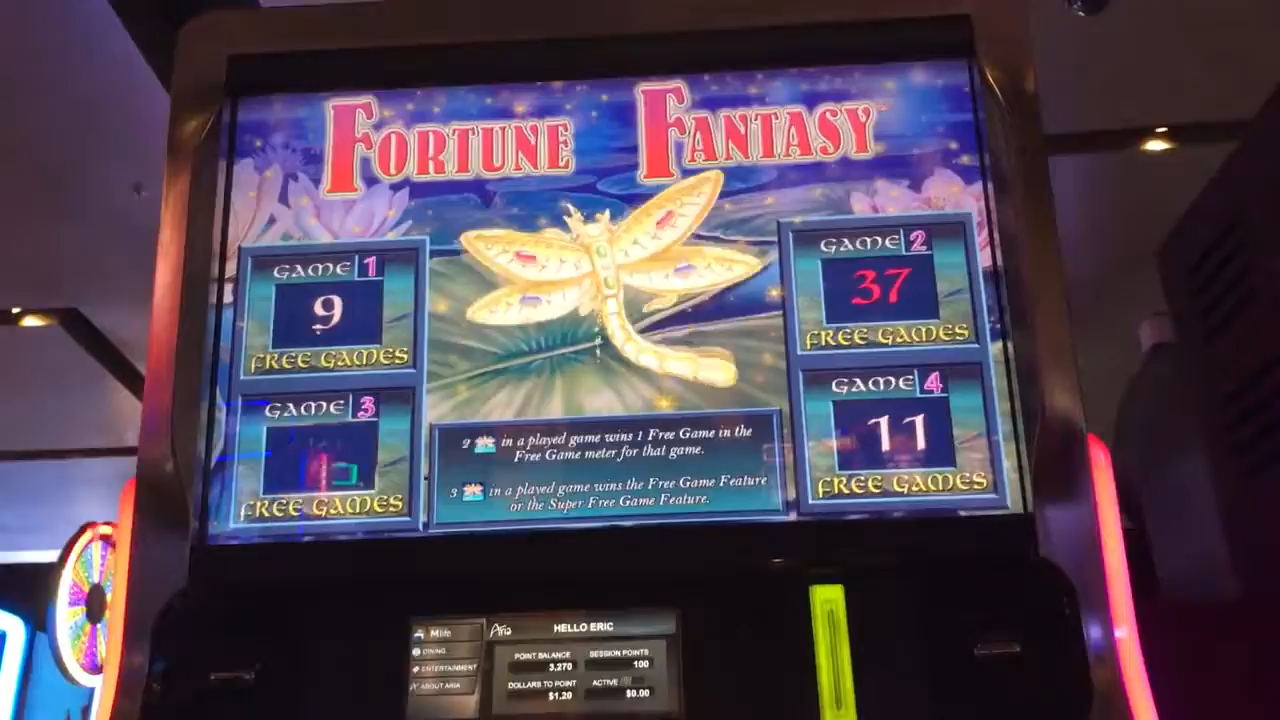 FORTUNE FANTASY
GAME 1
9
FREE GAMES
GAME 2
37
FREE GAMES
GAME 3
FREE GAMES
GAME 4
11
FREE GAMES
2 in a played game wins 1 Free Game in the
Free Game meter for that game.
3 in a played game wins the Free Game Feature
or the Super Free Game Feature.
Mlife
DINING
ENTERTAINMENT
ABOUT ARIA
Aria
HELLO ERIC
POINT BALANCE
3,270
SESSION POINTS
100
DOLLARS TO POINT
$1.20
ACTIVE
$0.00